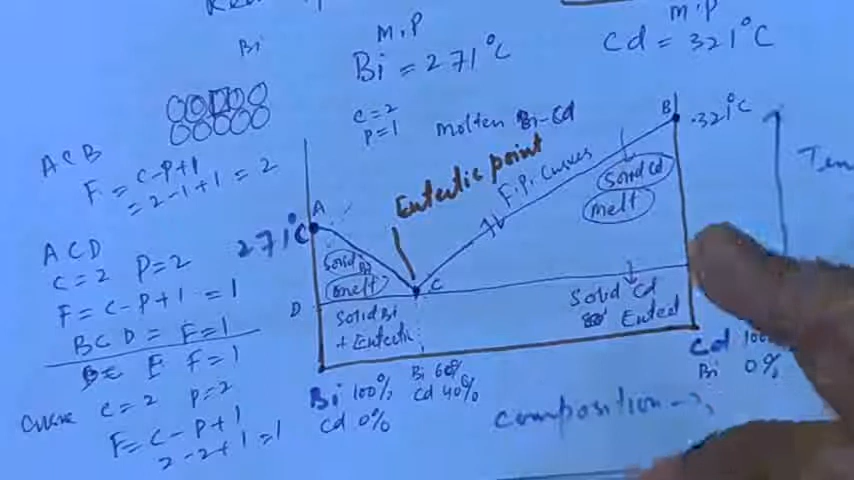 M.P
Bi = 271°C
M.P
Cd = 321°C
Bi
C=2
P=1
Molten Bi-Cd
ACB
F = C-P+1
= 2-1+1 = 2
ACD
C=2 P=2
F = C-P+1 = 1
BCD = F=1
E F=1
Curve C=2 P=2
F = C-P+1
2-2+1 = 1
B 321°C
Eutectic point
F.P. Curves
Solid Cd
melt
A
271°C
Solid Bi
melt
C
D
Solid Bi
+ Eutectic
Solid Cd
Eutect
Bi 100%
Cd 0%
Bi 60%
Cd 40%
Cd
Bi 0%
Composition →